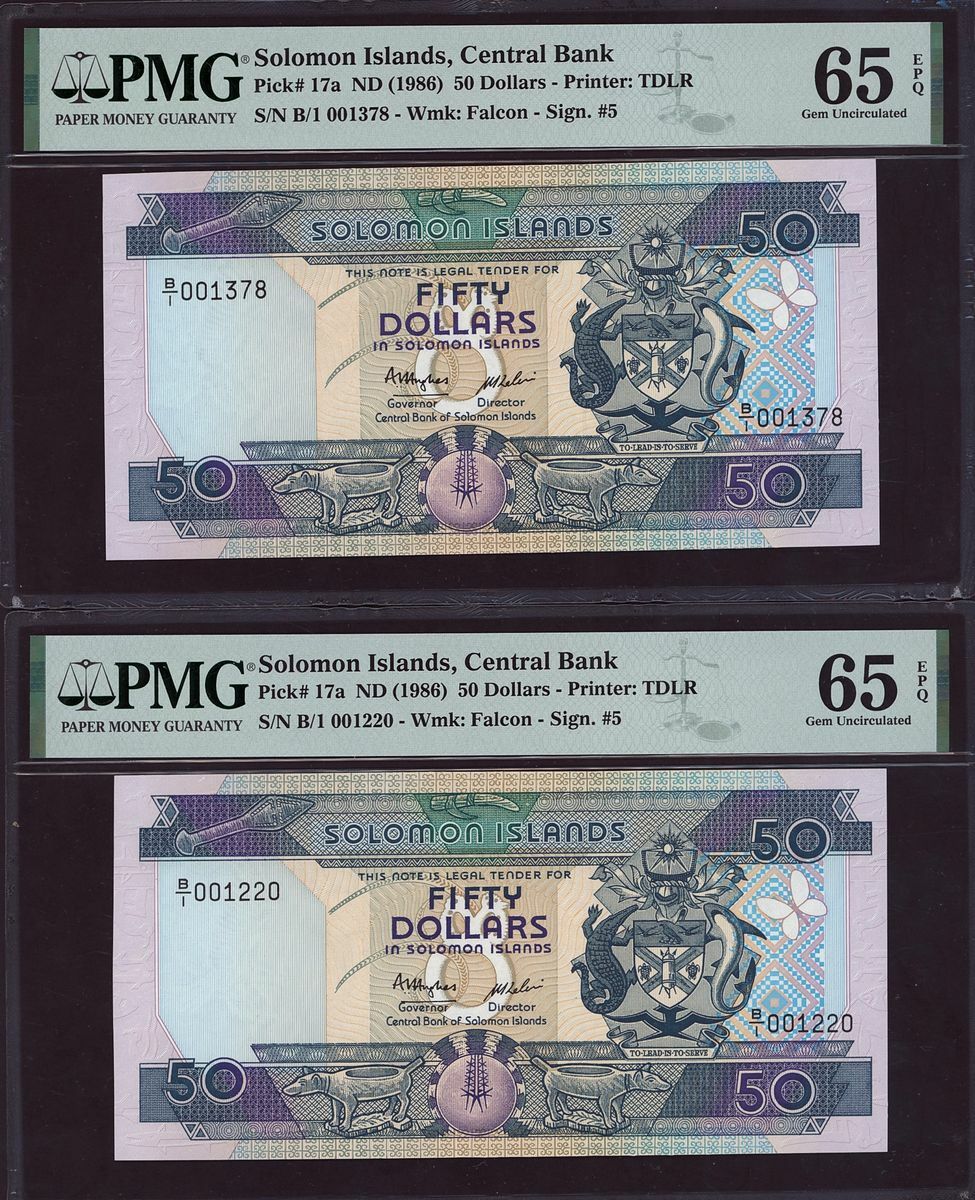 PMG®
PAPER MONEY GUARANTY
Solomon Islands, Central Bank
Pick# 17a ND (1986) 50 Dollars - Printer: TDLR
S/N B/1 001378 - Wmk: Falcon - Sign. #5
65 EPQ
Gem Uncirculated
SOLOMON ISLANDS
50
B/1 001378
THIS NOTE IS LEGAL TENDER FOR
FIFTY
DOLLARS
IN SOLOMON ISLANDS
Governor Director
Central Bank of Solomon Islands
B/1 001378
TO-LEAD-IS-TO-SERVE
50
50
PMG®
PAPER MONEY GUARANTY
Solomon Islands, Central Bank
Pick# 17a ND (1986) 50 Dollars - Printer: TDLR
S/N B/1 001220 - Wmk: Falcon - Sign. #5
65 EPQ
Gem Uncirculated
SOLOMON ISLANDS
50
B/1 001220
THIS NOTE IS LEGAL TENDER FOR
FIFTY
DOLLARS
IN SOLOMON ISLANDS
Governor Director
Central Bank of Solomon Islands
B/1 001220
TO-LEAD-IS-TO-SERVE
50
50